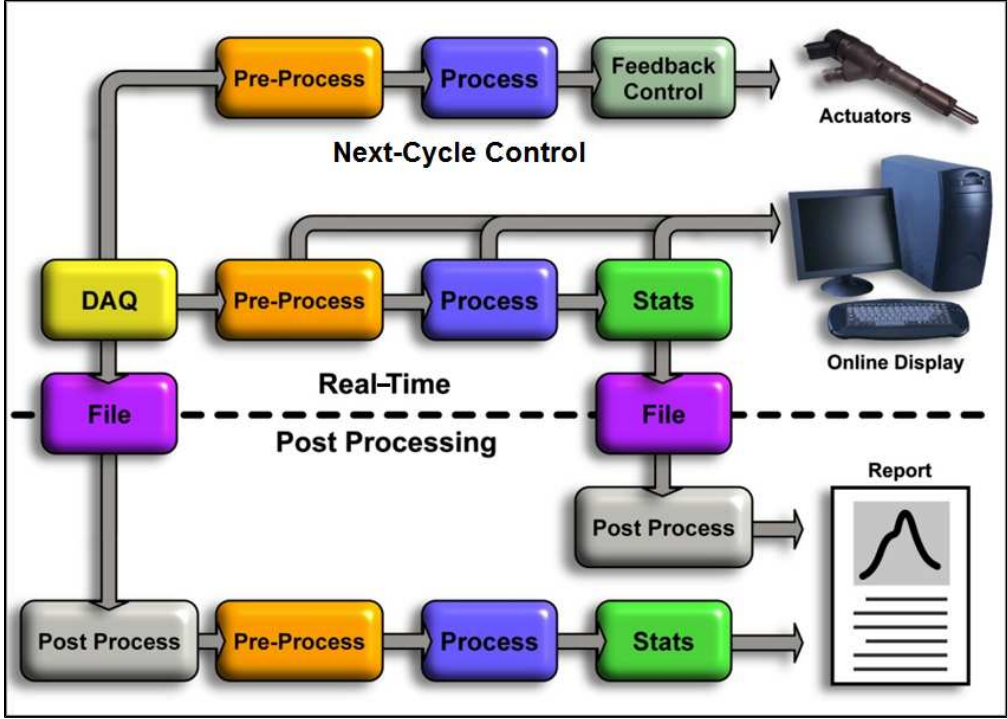 Pre-Process
Process
Feedback
Control
Actuators
Next-Cycle Control
DAQ
Pre-Process
Process
Stats
Online Display
File
Real-Time
File
Post Processing
Report
Post Process
Post Process
Pre-Process
Process
Stats